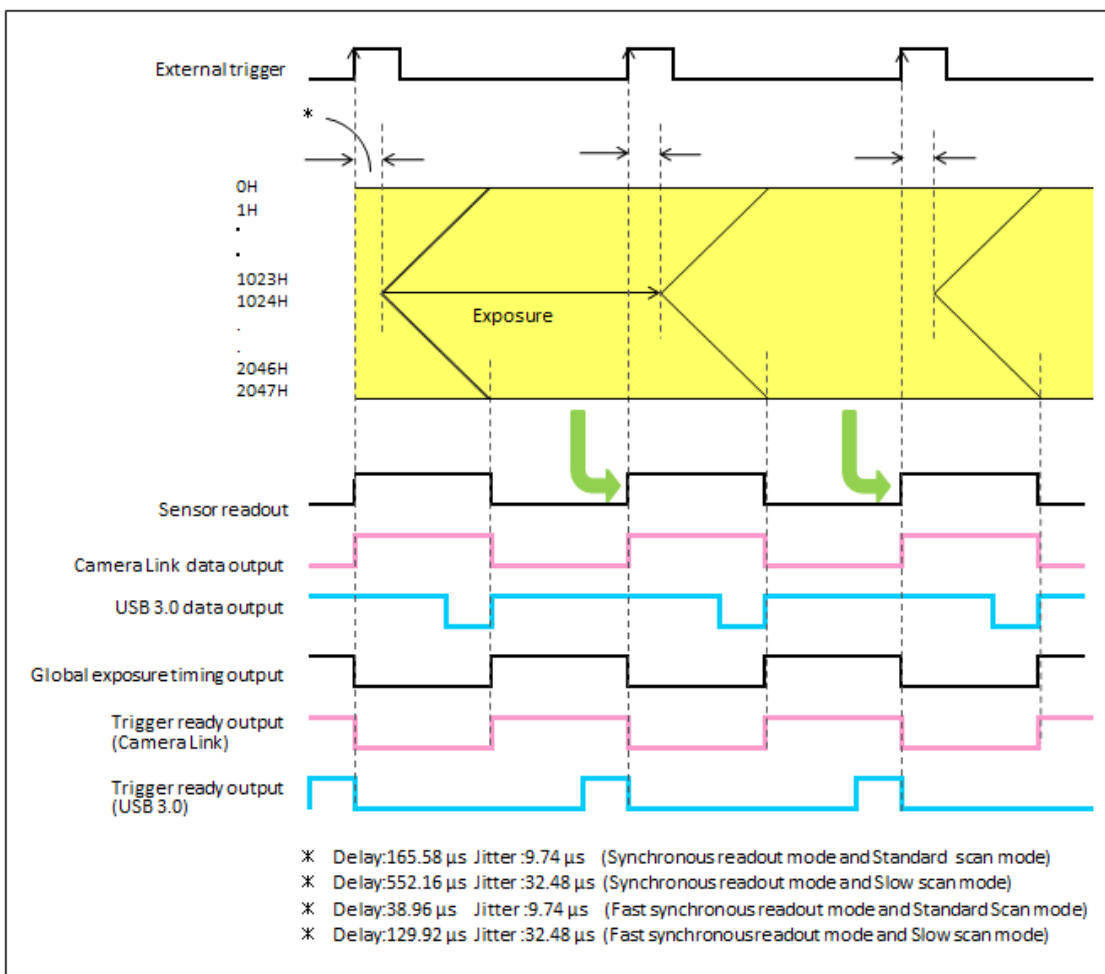 External trigger
*
0H
1H
.
.
1023H
1024H
.
.
2046H
2047H
Exposure
Sensor readout
Camera Link data output
USB 3.0 data output
Global exposure timing output
Trigger ready output
(Camera Link)
Trigger ready output
(USB 3.0)
* Delay:165.58 µs Jitter :9.74 µs (Synchronous readout mode and Standard scan mode)
* Delay:552.16 µs Jitter :32.48 µs (Synchronous readout mode and Slow scan mode)
* Delay:38.96 µs Jitter :9.74 µs (Fast synchronous readout mode and Standard Scan mode)
* Delay:129.92 µs Jitter :32.48 µs (Fast synchronous readout mode and Slow scan mode)